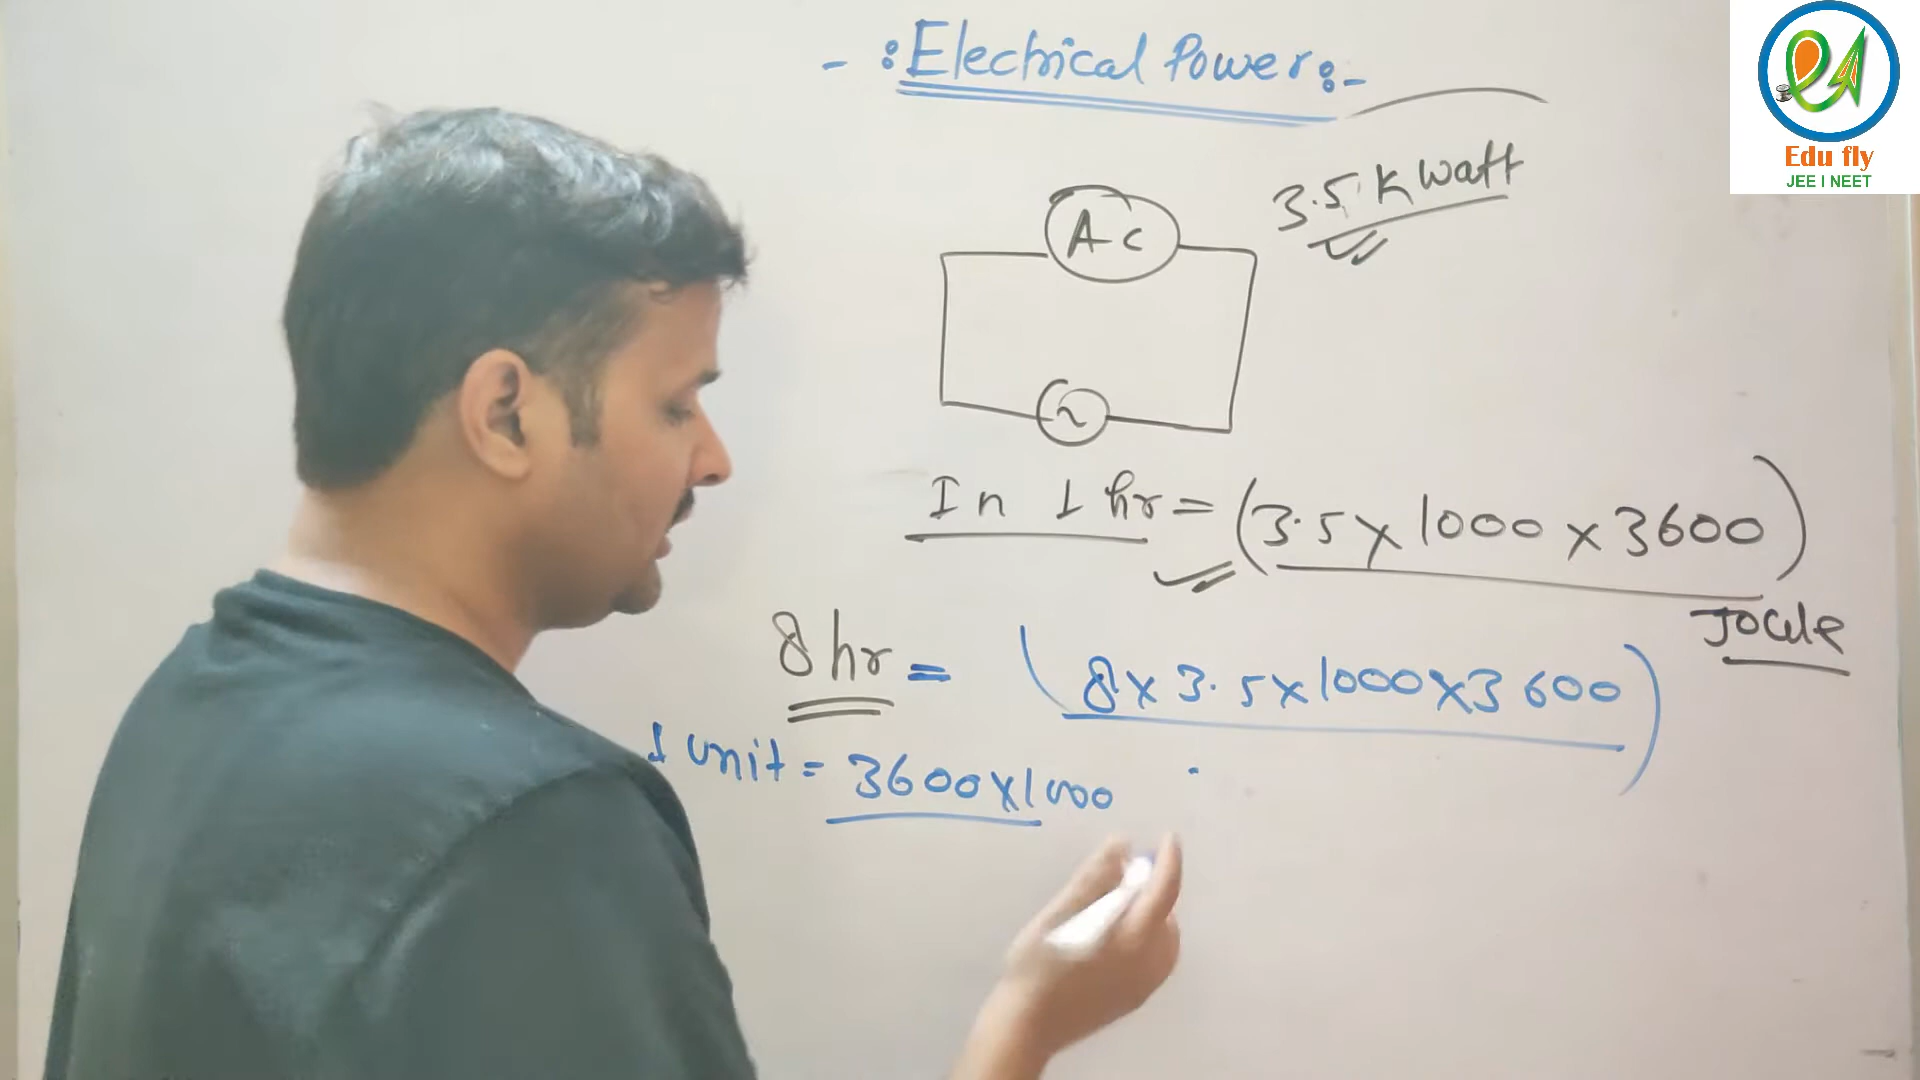 - :Electrical Power:-
Edu fly
JEE I NEET
3.5 K watt
AC
~
In 1 hr = (3.5 x 1000 x 3600)
Joule
8 hr = (8 x 3.5 x 1000 x 3600)
1 unit = 3600 x 1000